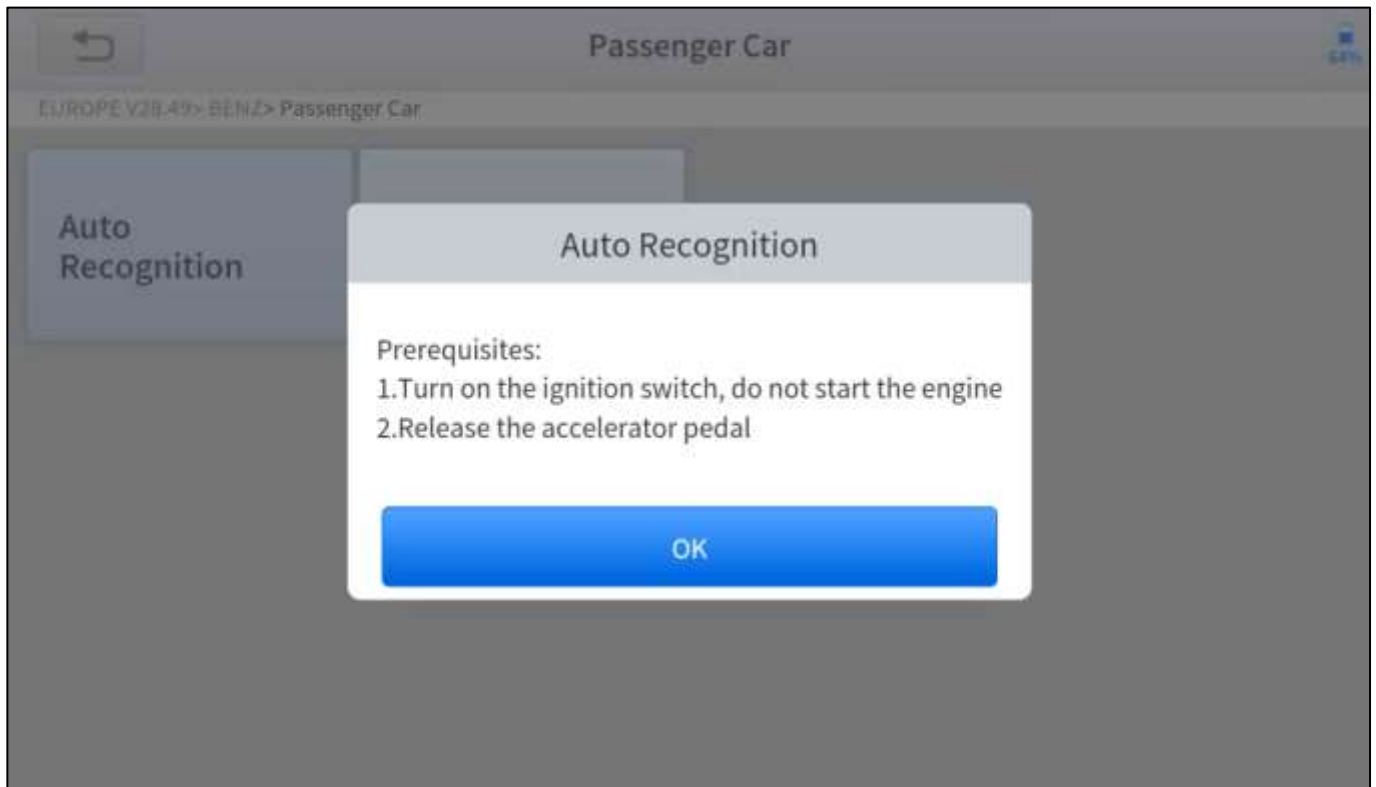 Passenger Car
64%
EUROPE V28.49> BENZ> Passenger Car
Auto
Recognition
Auto Recognition
Prerequisites:
1.Turn on the ignition switch, do not start the engine
2.Release the accelerator pedal
OK